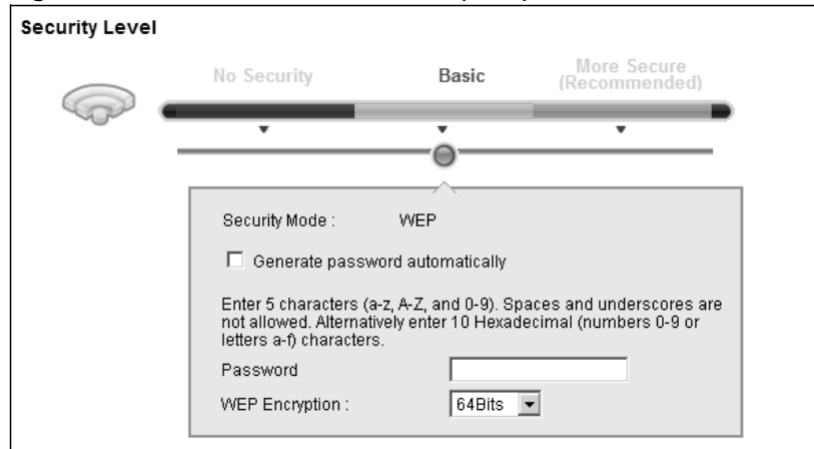 Security Level
No Security
Basic
More Secure
(Recommended)
Security Mode : WEP
Generate password automatically
Enter 5 characters (a-z, A-Z, and 0-9). Spaces and underscores are
not allowed. Alternatively enter 10 Hexadecimal (numbers 0-9 or
letters a-f) characters.
Password
WEP Encryption : 64Bits